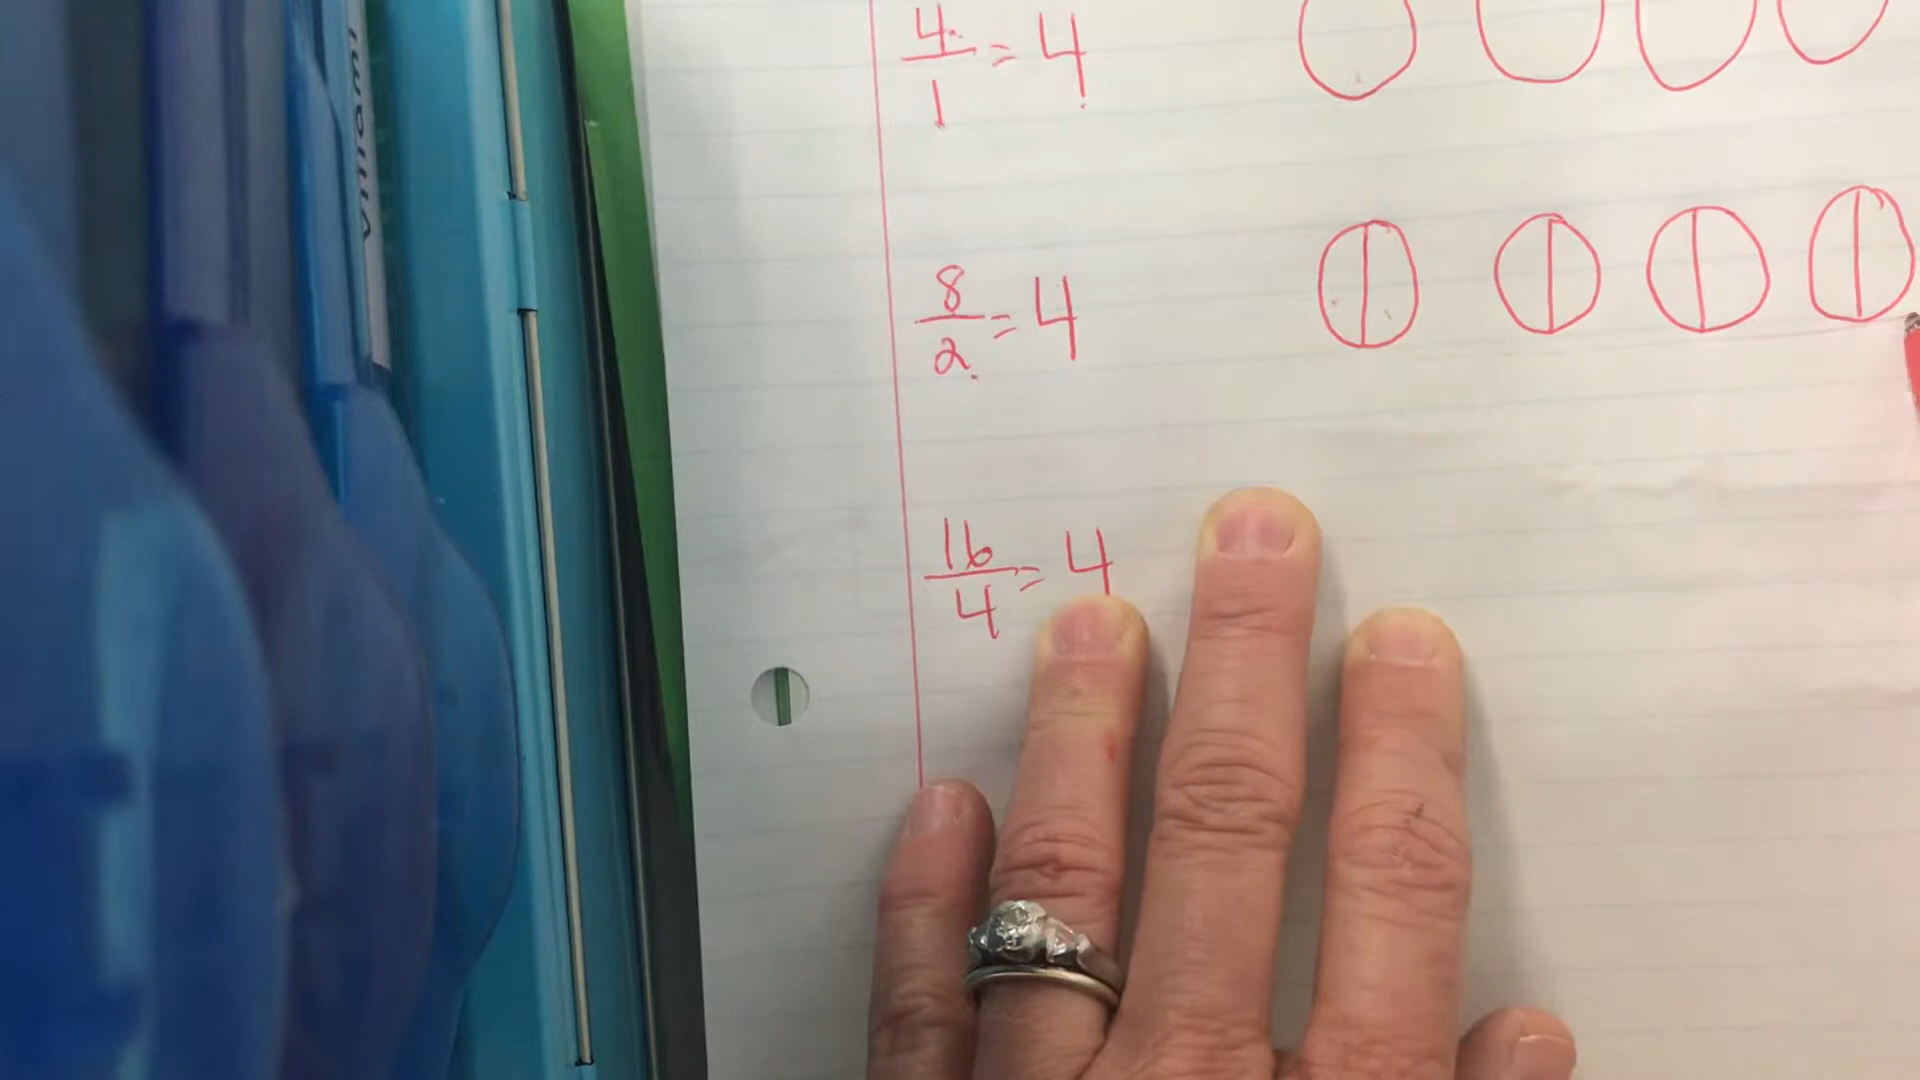 4/1 = 4
8/2 = 4
16/4 = 4